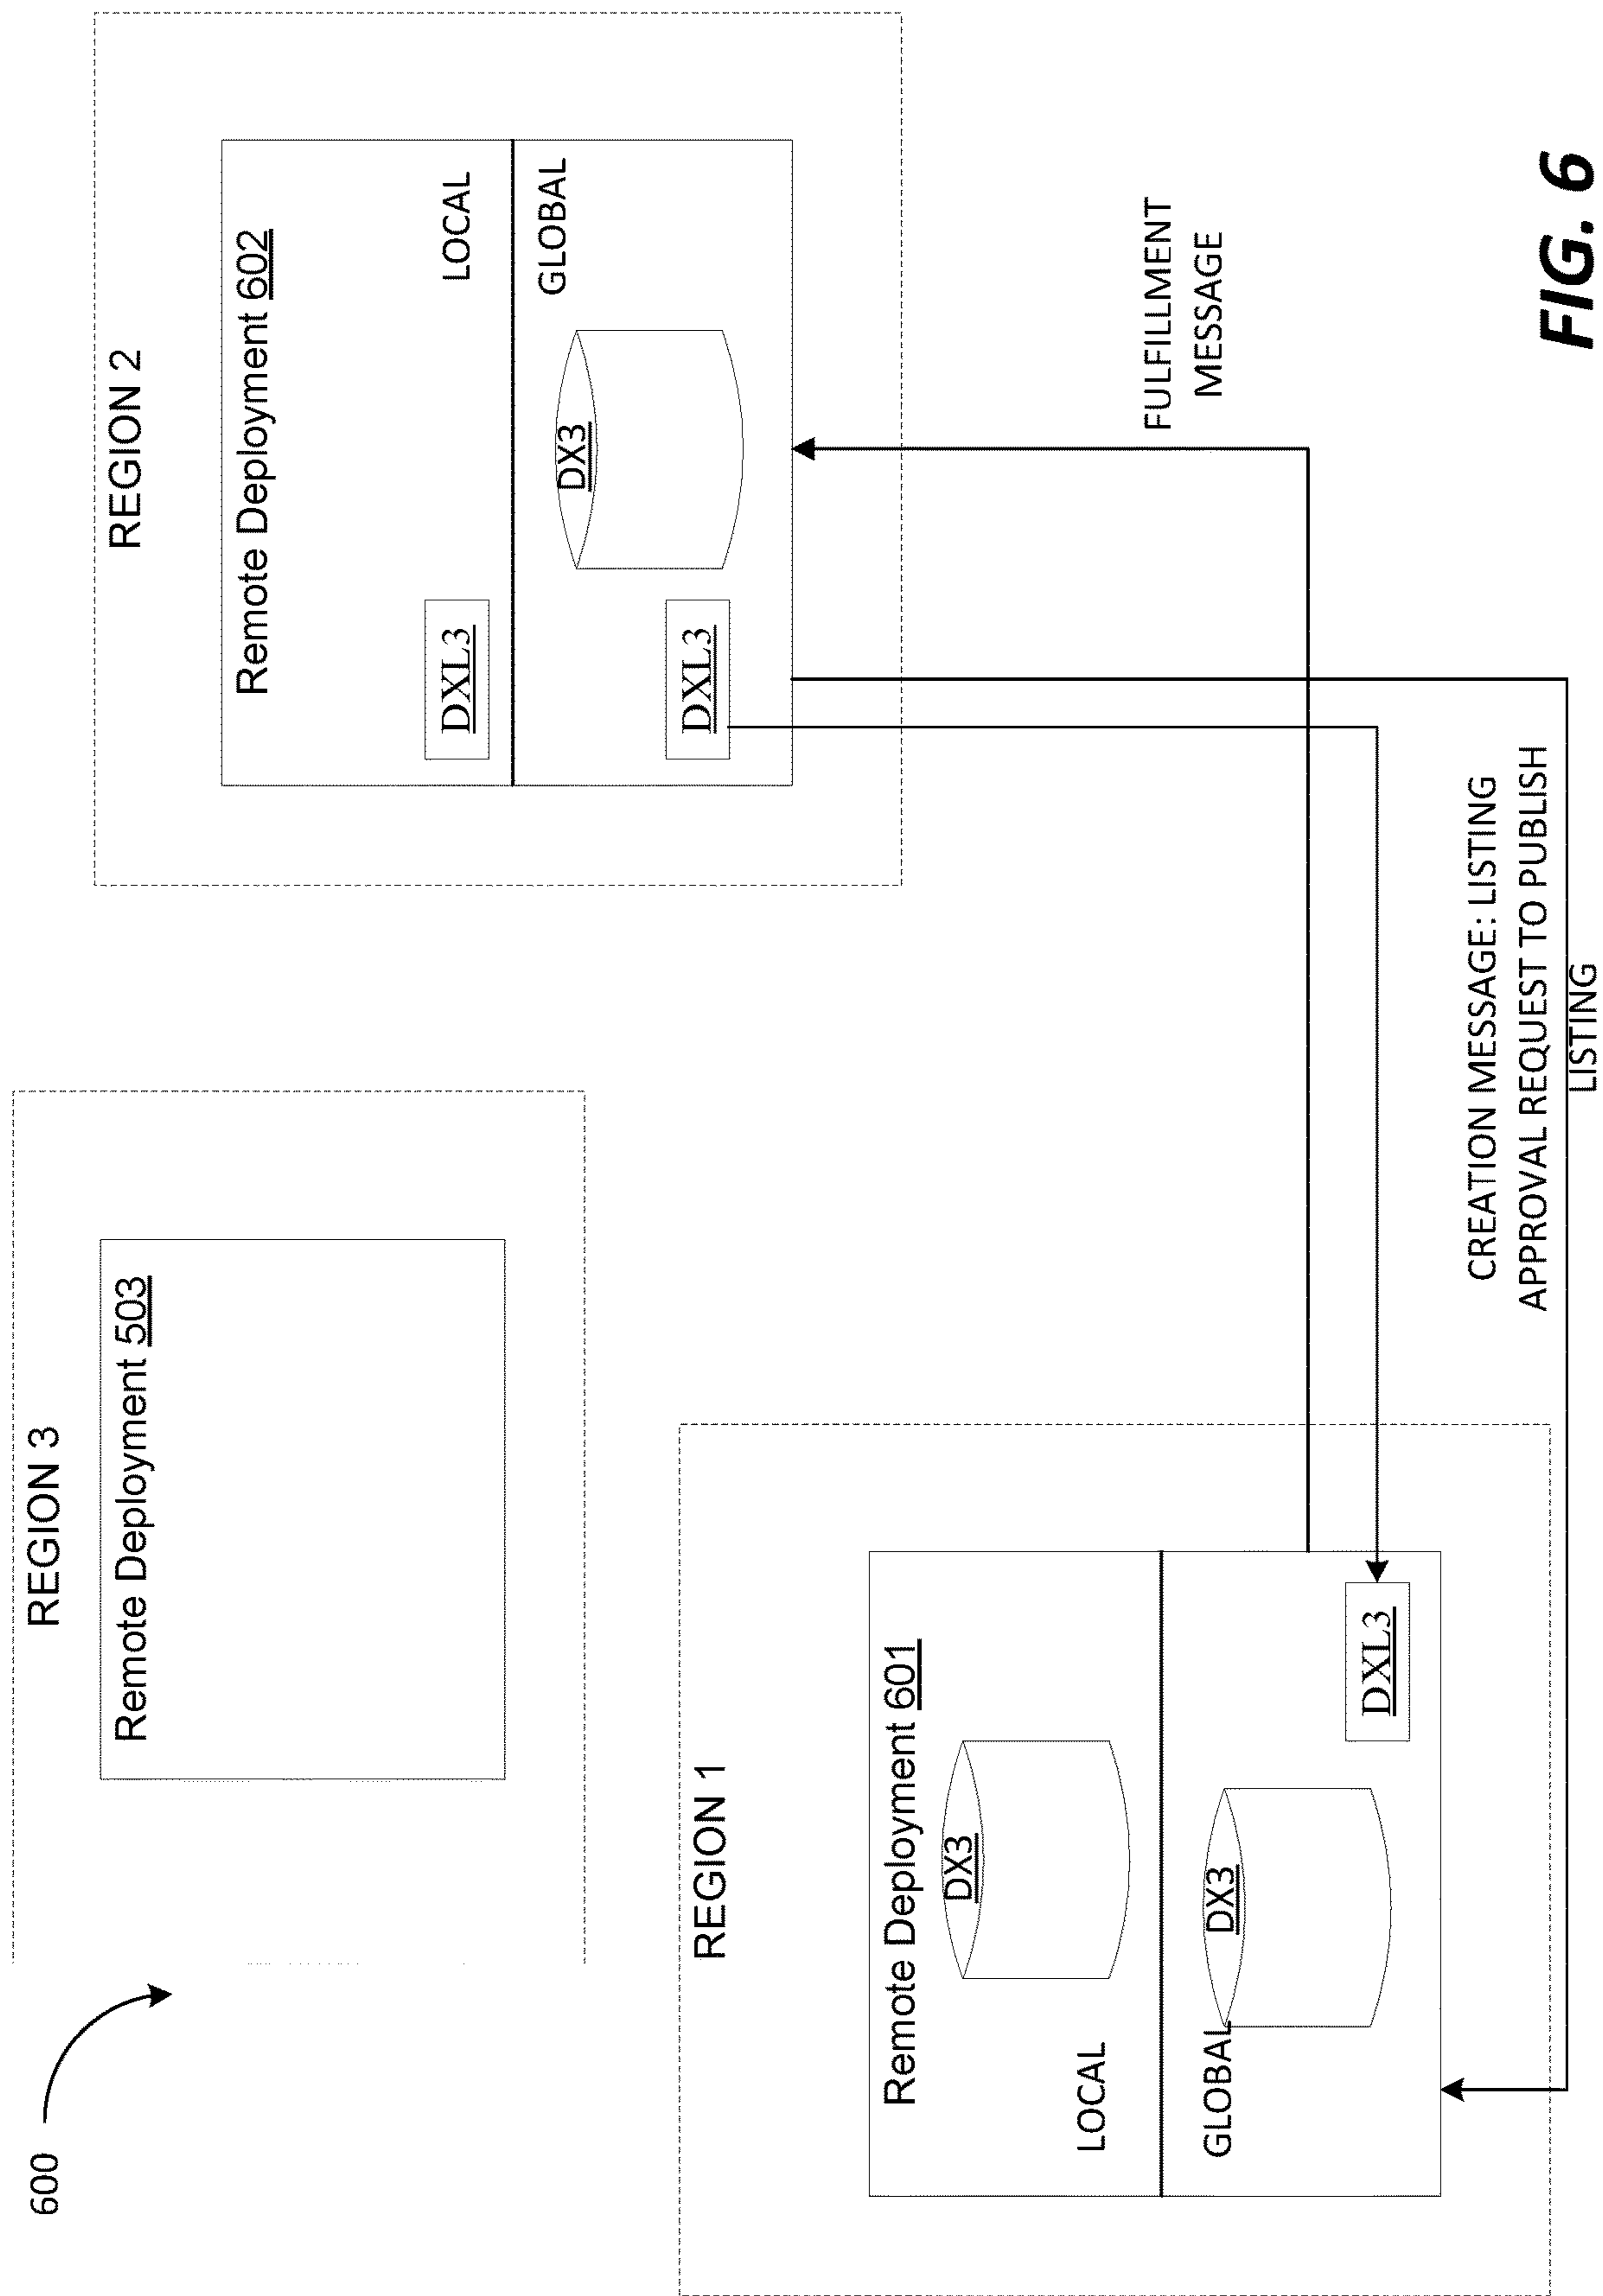 600
REGION 3
Remote Deployment 503
REGION 2
Remote Deployment 602
LOCAL
DXL3
GLOBAL
DX3
DXL3
REGION 1
Remote Deployment 601
DX3
LOCAL
GLOBAL
DX3
DXL3
FULFILLMENT
MESSAGE
CREATION MESSAGE: LISTING
APPROVAL REQUEST TO PUBLISH
LISTING
FIG. 6